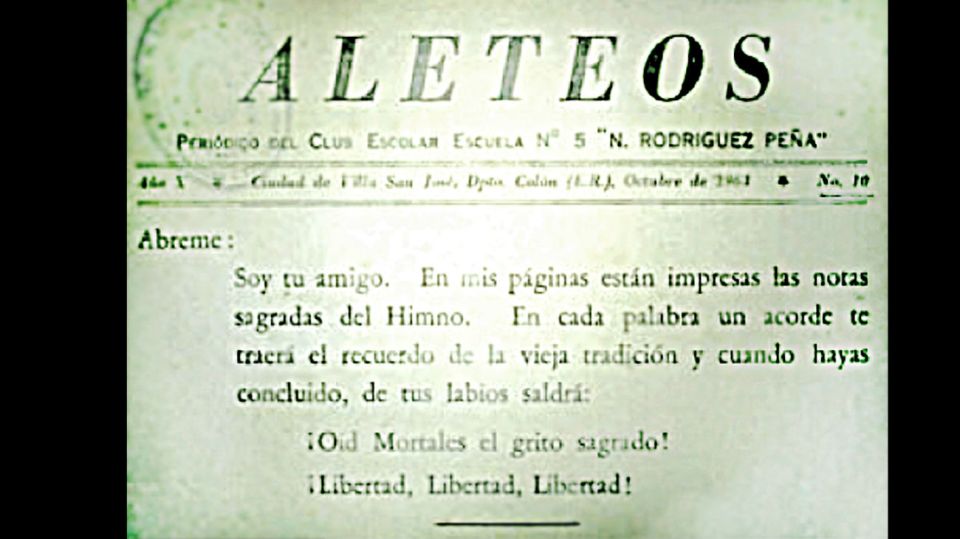 ALETEOS
PERIÓDICO DEL CLUB ESCOLAR ESCUELA Nº 5 "N. RODRIGUEZ PEÑA"
Año X * Ciudad de Villa San José, Dpto. Colón (E.R.), Octubre de 1961 * No. 10
Abreme:
Soy tu amigo. En mis páginas están impresas las notas
sagradas del Himno. En cada palabra un acorde te
traerá el recuerdo de la vieja tradición y cuando hayas
concluido, de tus labios saldrá:
¡Oid Mortales el grito sagrado!
¡Libertad, Libertad, Libertad!